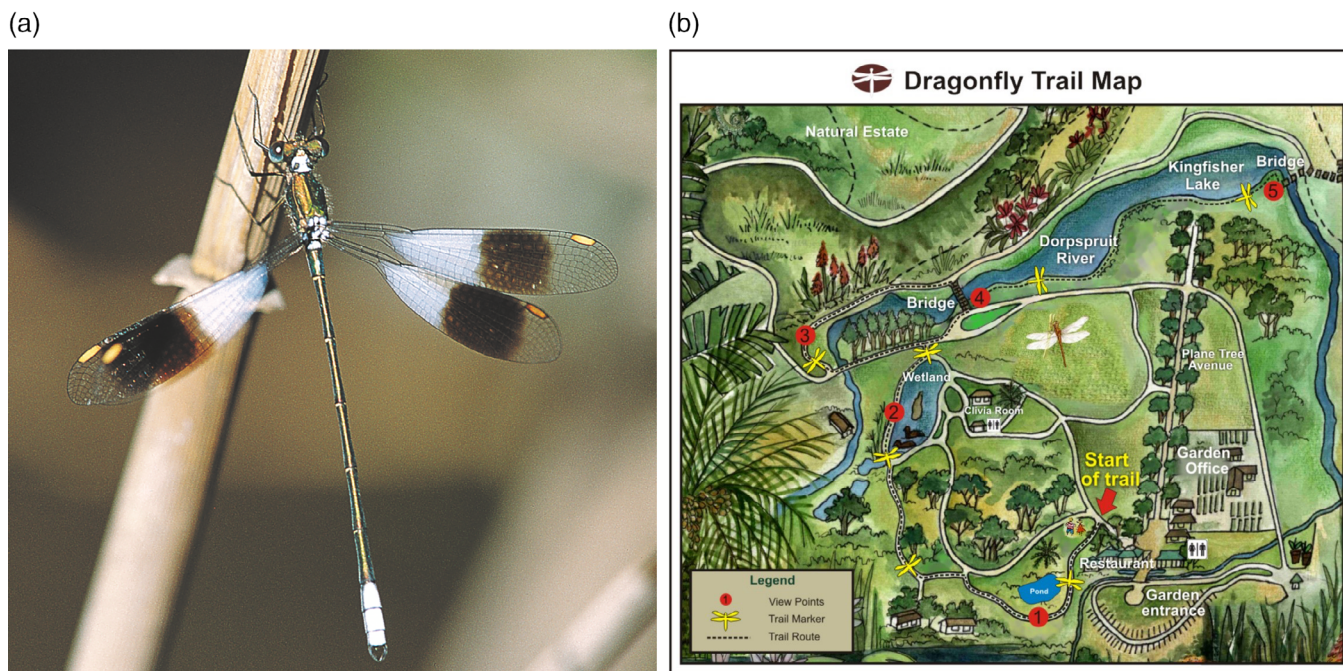 (a)
(b)
Dragonfly Trail Map
Natural Estate
Kingfisher
Lake
Bridge
5
Dorpspruit
River
Bridge
4
3
Plane Tree
Avenue
Wetland
2
Clivia Room
Start
of trail
Garden
Office
Restaurant
Pond
1
Garden
entrance
Legend
1
View Points
Trail Marker
Trail Route